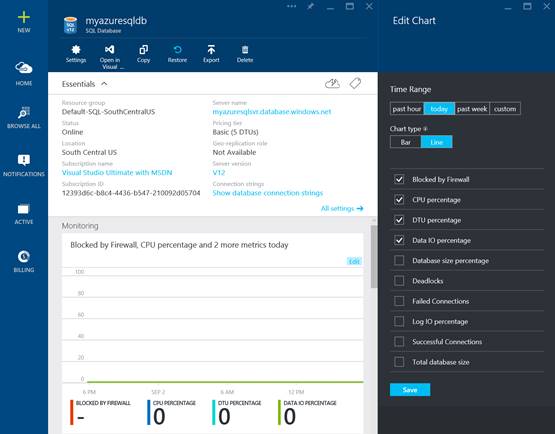 NEW
HOME
BROWSE ALL
NOTIFICATIONS
ACTIVE
BILLING
SQL
V12
myazuresqldb
SQL Database
Settings
Open in Visual ...
Copy
Restore
Export
Delete
Essentials
Resource group
Default-SQL-SouthCentralUS
Status
Online
Location
South Central US
Subscription name
Visual Studio Ultimate with MSDN
Subscription ID
12393d6c-b8c4-4436-b547-210092d05704
Server name
myazuresqlsvr.database.windows.net
Pricing tier
Basic (5 DTUs)
Geo-replication role
Not Available
Server version
V12
Connection strings
Show database connection strings
All settings
Monitoring
Blocked by Firewall, CPU percentage and 2 more metrics today
Edit
100
80
60
40
20
0
6 PM
SEP 2
6 AM
12 PM
BLOCKED BY FIREWALL
-
CPU PERCENTAGE
0
DTU PERCENTAGE
0
DATA IO PERCENTAGE
0
Edit Chart
Time Range
past hour
today
past week
custom
Chart type
Bar
Line
Blocked by Firewall
CPU percentage
DTU percentage
Data IO percentage
Database size percentage
Deadlocks
Failed Connections
Log IO percentage
Successful Connections
Total database size
Save